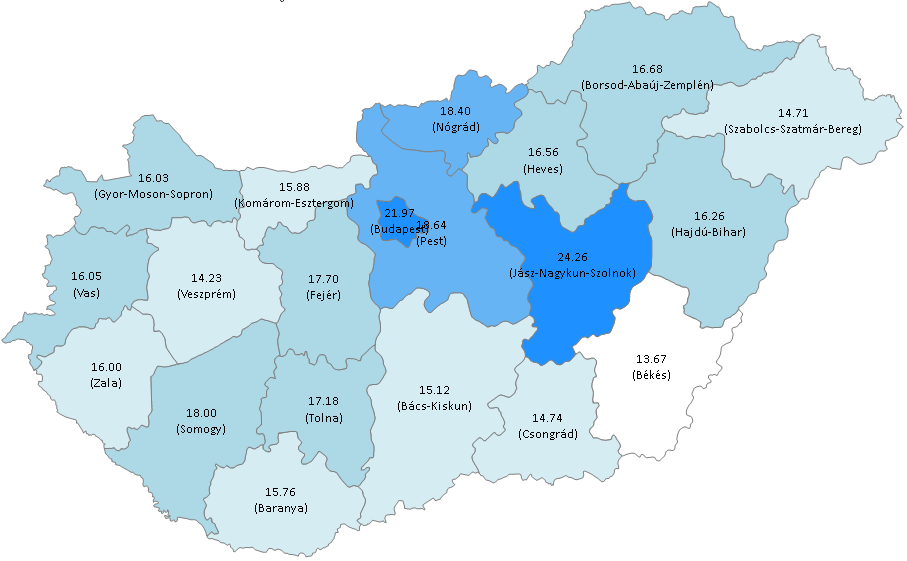 16.68
(Borsod-Abaúj-Zemplén)
18.40
(Nógrád)
14.71
(Szabolcs-Szatmár-Bereg)
16.56
(Heves)
16.03
(Gyor-Moson-Sopron)
15.88
(Komárom-Esztergom)
21.97
(Budapest)
18.64
(Pest)
16.26
(Hajdú-Bihar)
24.26
(Jász-Nagykun-Szolnok)
16.05
(Vas)
14.23
(Veszprém)
17.70
(Fejér)
16.00
(Zala)
13.67
(Békés)
15.12
(Bács-Kiskun)
17.18
(Tolna)
18.00
(Somogy)
14.74
(Csongrád)
15.76
(Baranya)